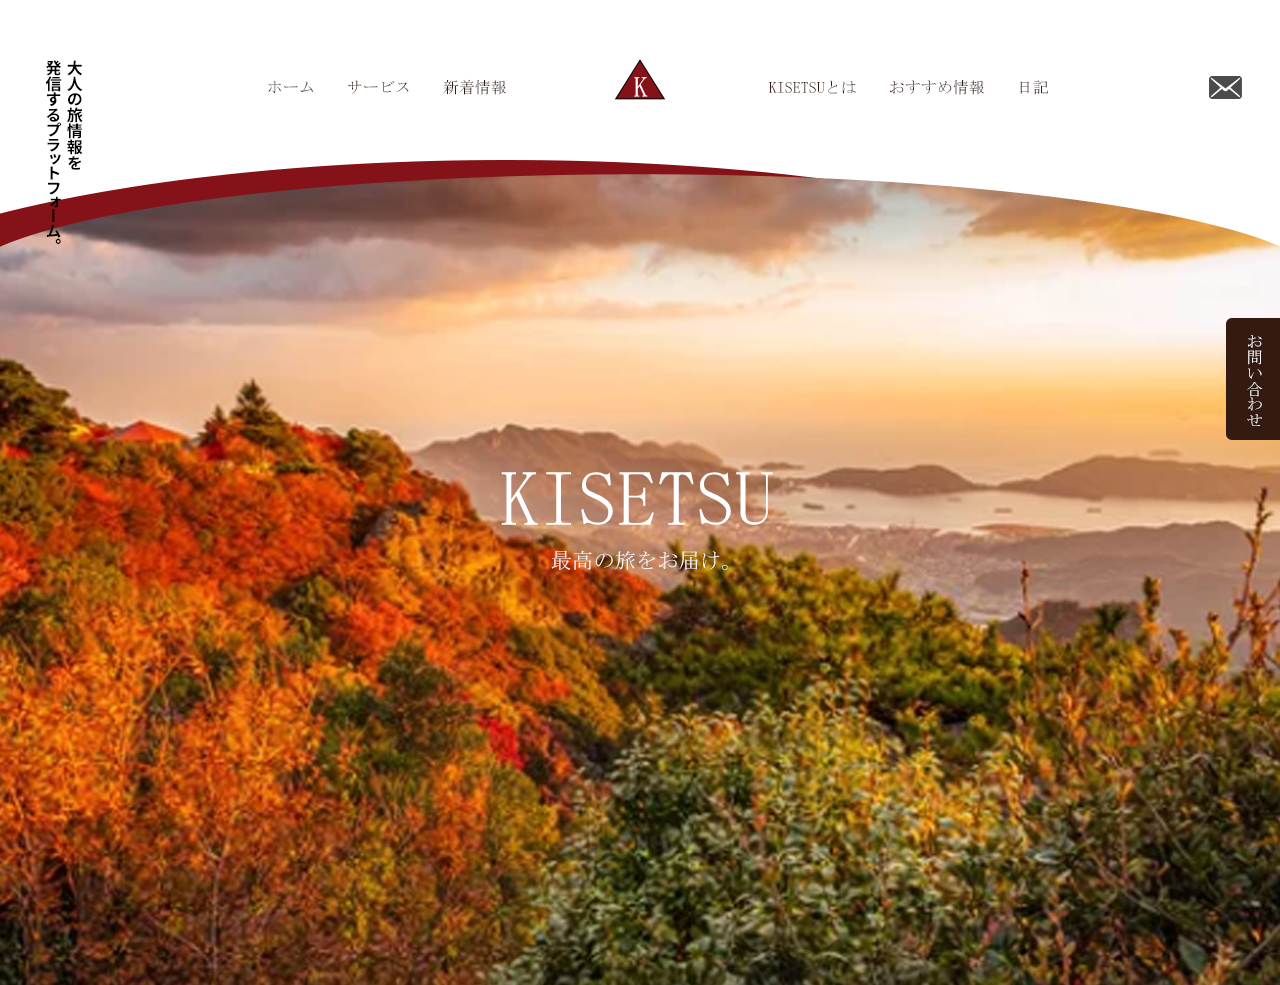 大人の旅情報を
発信するプラットフォーム。
ホーム サービス 新着情報
K
KISETSUとは おすすめ情報 日記
お問い合わせ
KISETSU
最高の旅をお届け。